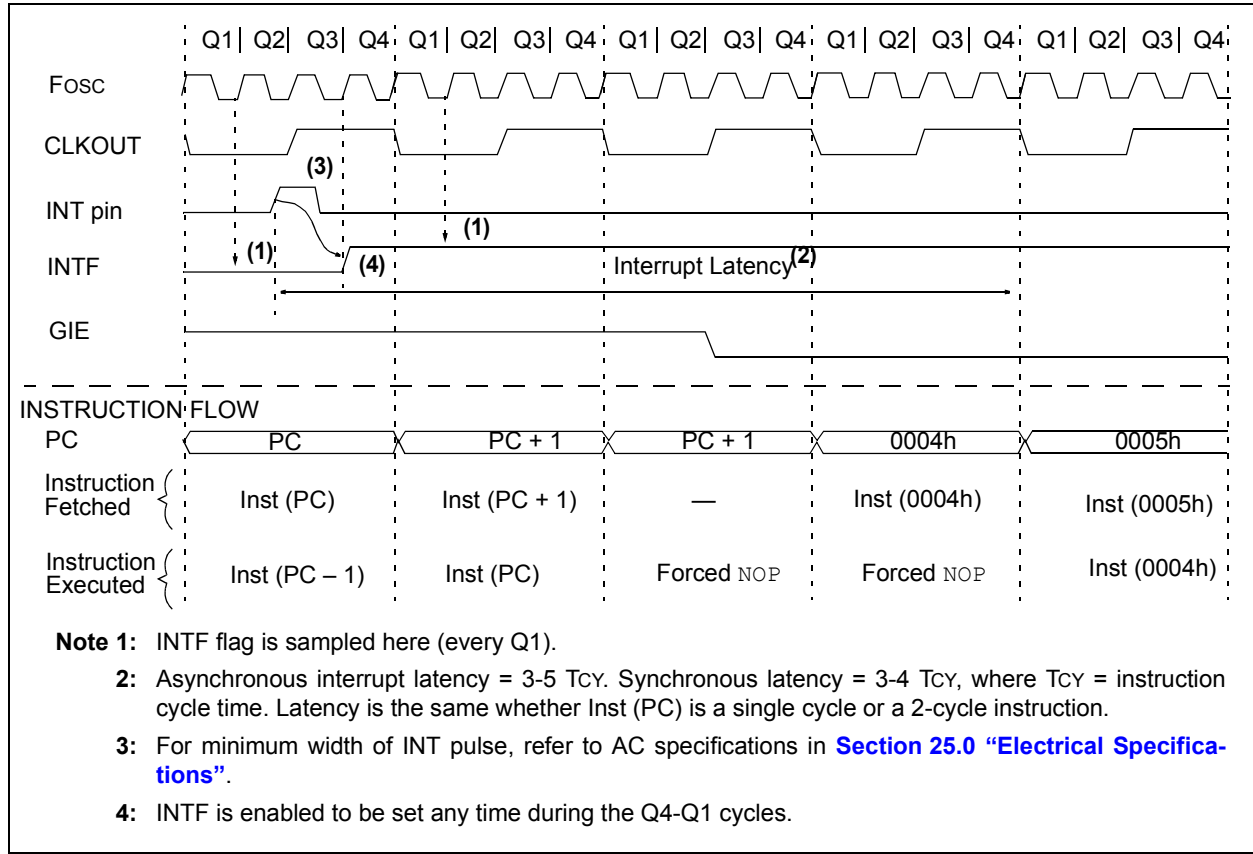 Q1 Q2 Q3 Q4 Q1 Q2 Q3 Q4 Q1 Q2 Q3 Q4 Q1 Q2 Q3 Q4 Q1 Q2 Q3 Q4
FOSC
CLKOUT
(3)
INT pin
(1)
(1)
INTF
(4)
Interrupt Latency(2)
GIE
INSTRUCTION FLOW
PC PC PC + 1 PC + 1 0004h 0005h
Instruction
Fetched
Inst (PC) Inst (PC + 1) — Inst (0004h) Inst (0005h)
Instruction
Executed
Inst (PC – 1) Inst (PC) Forced NOP Forced NOP Inst (0004h)
Note 1: INTF flag is sampled here (every Q1).
2: Asynchronous interrupt latency = 3-5 TCY. Synchronous latency = 3-4 TCY, where TCY = instruction
cycle time. Latency is the same whether Inst (PC) is a single cycle or a 2-cycle instruction.
3: For minimum width of INT pulse, refer to AC specifications in Section 25.0 “Electrical Specifica-
tions”.
4: INTF is enabled to be set any time during the Q4-Q1 cycles.